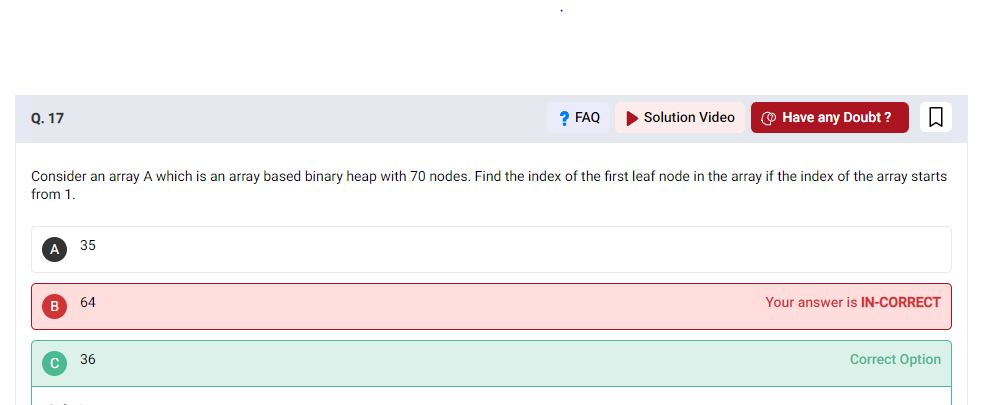 Q. 17
? FAQ
Solution Video
Have any Doubt ?
Consider an array A which is an array based binary heap with 70 nodes. Find the index of the first leaf node in the array if the index of the array starts
from 1.
A 35
B 64 Your answer is IN-CORRECT
C 36 Correct Option